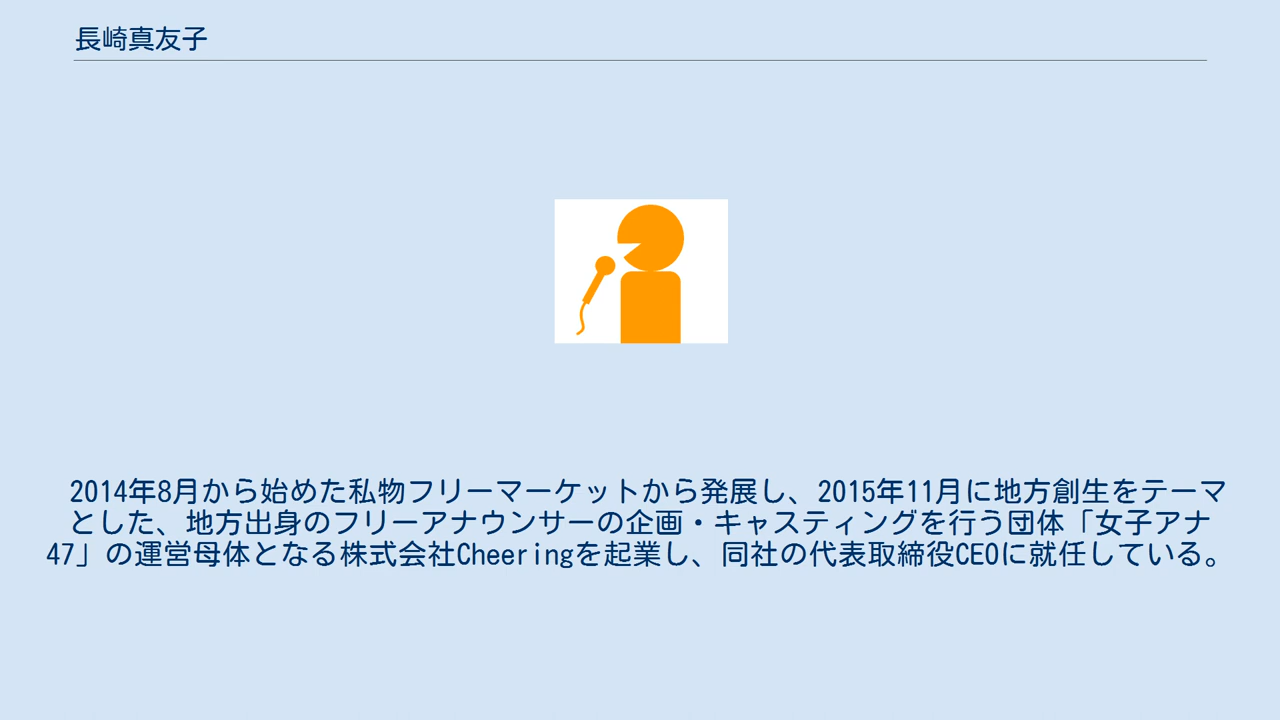 長崎真友子
2014年8月から始めた私物フリーマーケットから発展し、2015年11月に地方創生をテーマ
とした、地方出身のフリーアナウンサーの企画・キャスティングを行う団体「女子アナ
47」の運営母体となる株式会社Cheeringを起業し、同社の代表取締役CEOに就任している。